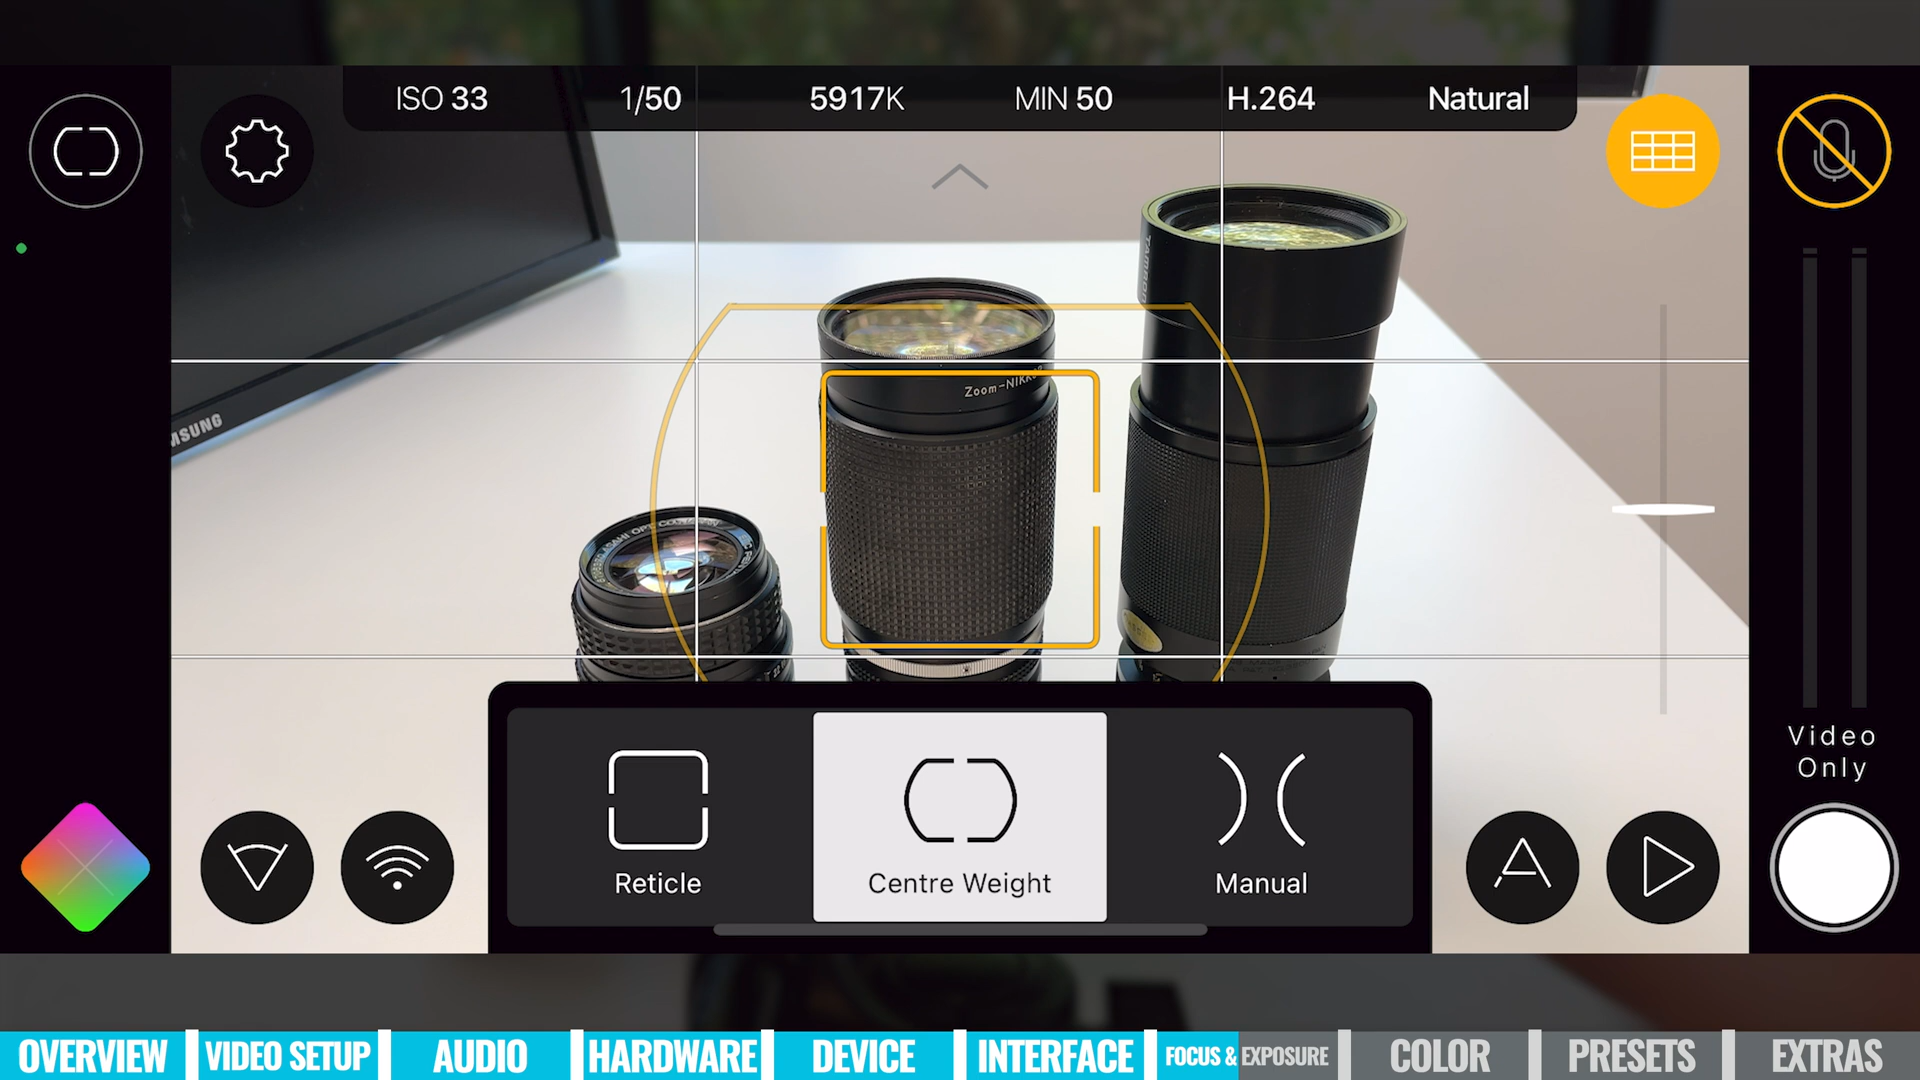 ISO 33
1/50
5917K
MIN 50
H.264
Natural
TAMRON
Zoom-NIKKOR
MSUNG
Video
Only
Reticle
Centre Weight
Manual
OVERVIEW
VIDEO SETUP
AUDIO
HARDWARE
DEVICE
INTERFACE
FOCUS & EXPOSURE
COLOR
PRESETS
EXTRAS